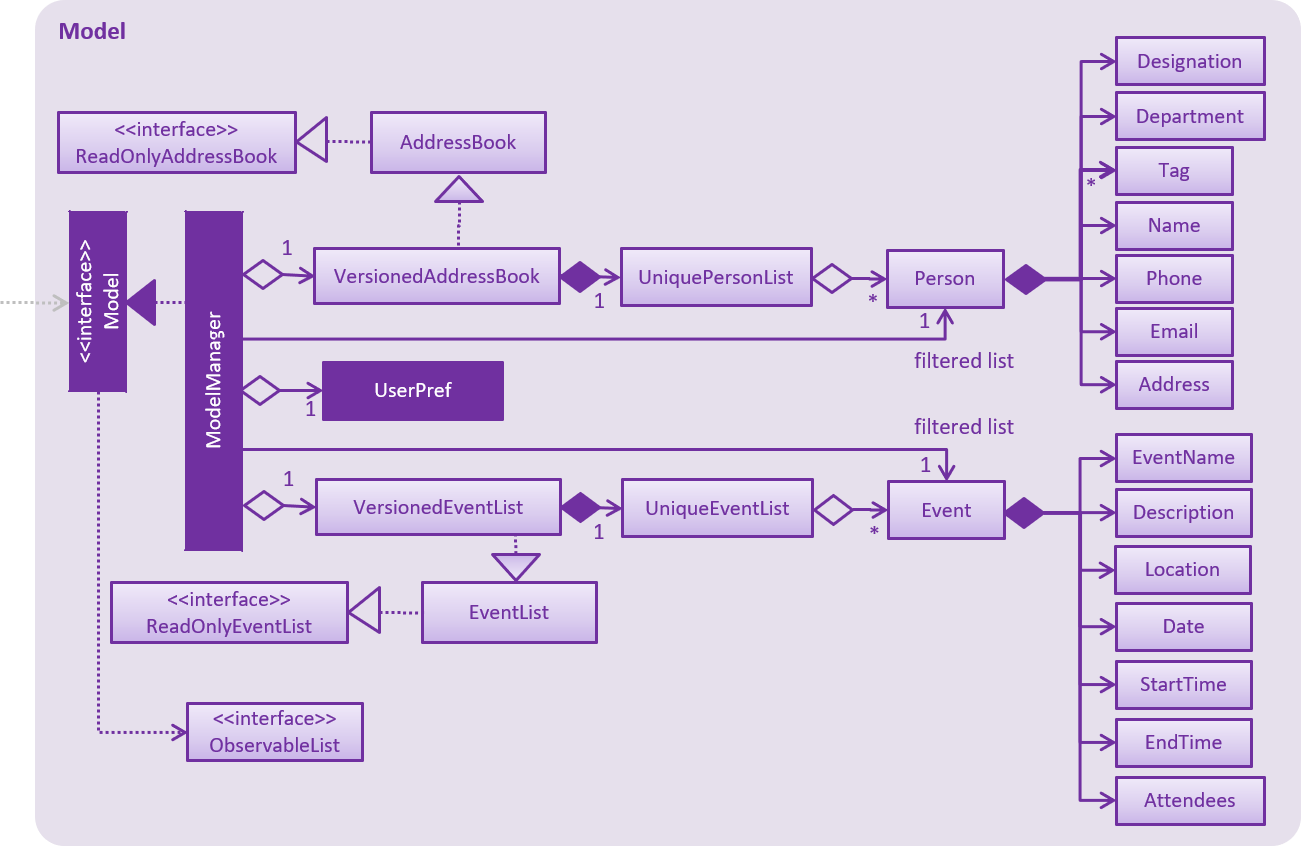 Model
<<interface>>
ReadOnlyAddressBook
AddressBook
<<interface>>
Model
ModelManager
1
VersionedAddressBook
1
UniquePersonList
*
Person
1
filtered list
1
UserPref
filtered list
1
1
VersionedEventList
1
UniqueEventList
*
Event
<<interface>>
ReadOnlyEventList
EventList
<<interface>>
ObservableList
Designation
Department
*
Tag
Name
Phone
Email
Address
EventName
Description
Location
Date
StartTime
EndTime
Attendees